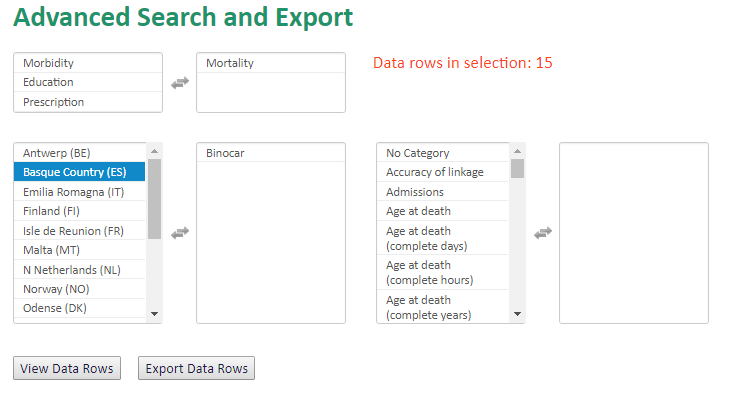 Advanced Search and Export
Morbidity
Education
Prescription
Mortality
Data rows in selection: 15
Antwerp (BE)
Basque Country (ES)
Emilia Romagna (IT)
Finland (FI)
Isle de Reunion (FR)
Malta (MT)
N Netherlands (NL)
Norway (NO)
Odense (DK)
Binocar
No Category
Accuracy of linkage
Admissions
Age at death
Age at death
(complete days)
Age at death
(complete hours)
Age at death
(complete years)
View Data Rows
Export Data Rows